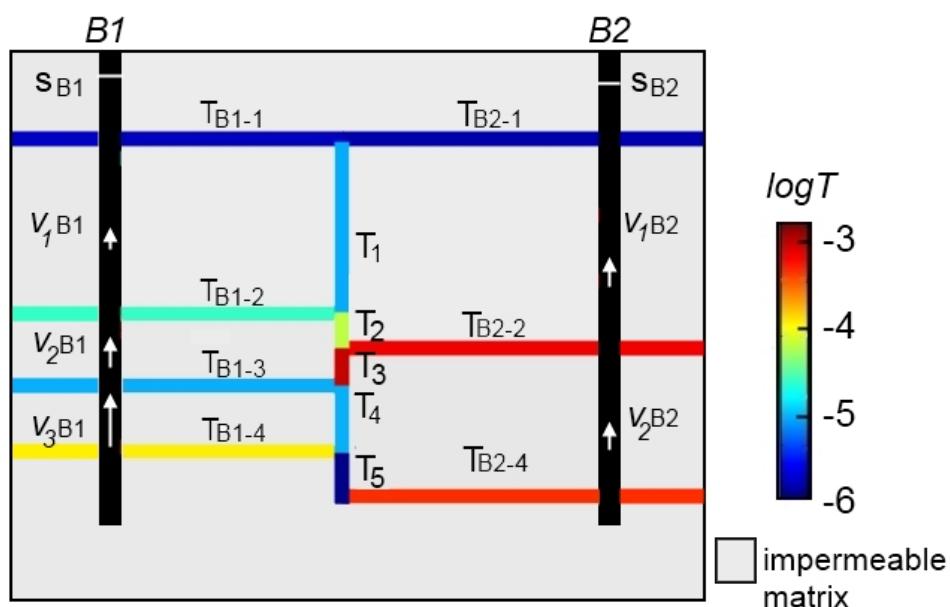 B1 B2
sB1 sB2
TB1-1 TB2-1
logT
v1B1 v1B2
-3
T1
TB1-2
-4
T2 TB2-2
v2B1
TB1-3 T3
T4 -5
v3B1 TB1-4 v2B2
T5 TB2-4
-6
impermeable
matrix